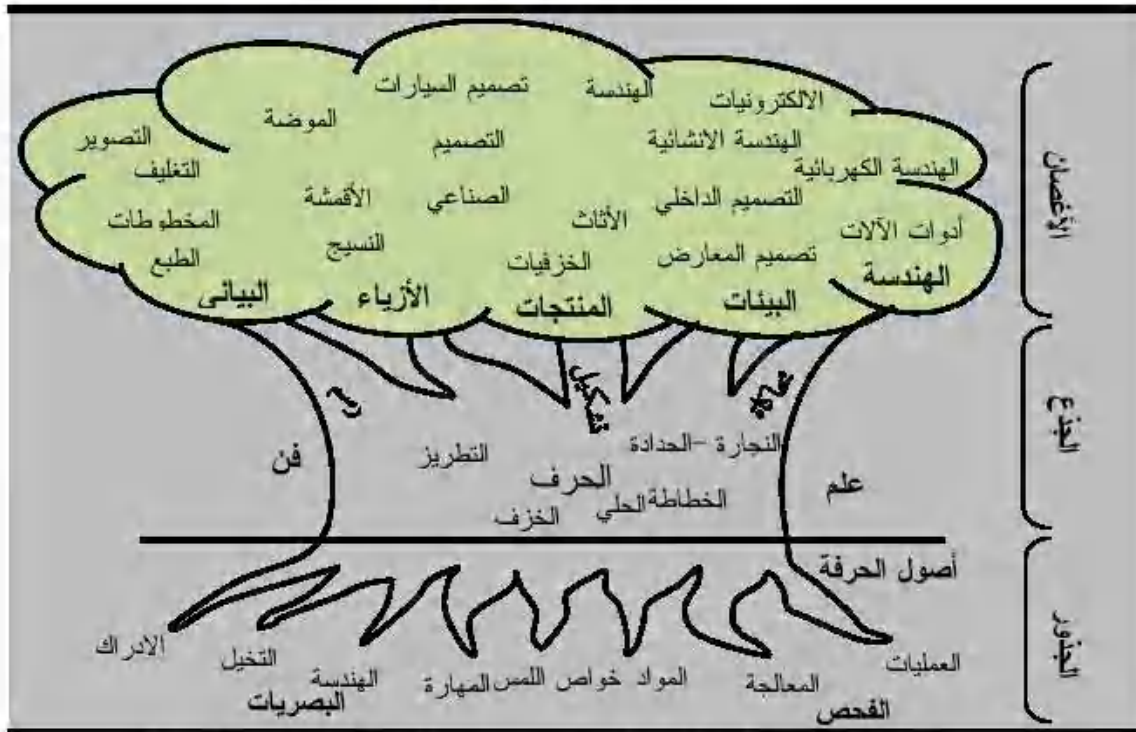 تصميم السيارات
الهندسة
الالكترونيات
الموضة
التصوير
التصميم
الهندسة الانشائية
التغليف
الهندسة الكهربائية
الأقمشة
الصناعي
التصميم الداخلي
المخطوطات
الأثاث
أدوات الآلات
النسيج
الطبع
الخزفيات
تصميم المعارض
الهندسة
البيئات
المنتجات
الأزياء
البيانى
الأغصان
رسم
تشكيل
الجذع
النجارة -الحدادة
التطريز
فن
الحرف
علم
الخطاطة
الحلي
الخزف
أصول الحرفة
الجذور
العمليات
المعالجة
المواد
خواص
اللمس
المهارة
الهندسة
التخيل
الادراك
الفحص
البصريات